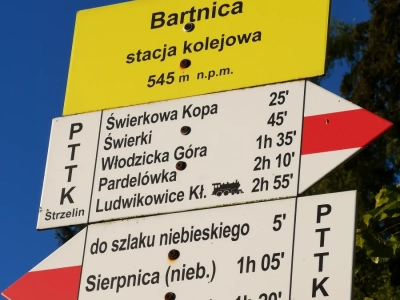 Bartnica
stacja kolejowa
545 m n.p.m.
PTTK
Strzelin
Świerkowa Kopa 25'
Świerki 45'
Włodzicka Góra 1h 35'
Pardelówka 2h 10'
Ludwikowice Kł. 2h 55'
do szlaku niebieskiego 5'
Sierpnica (nieb.) 1h 05'
PTTK